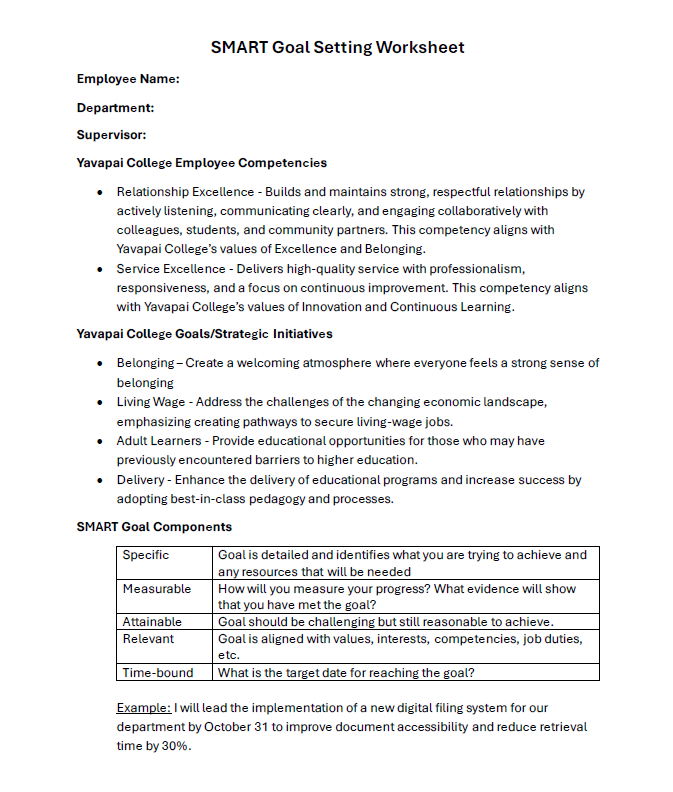 SMART Goal Setting Worksheet
Employee Name:
Department:
Supervisor:
Yavapai College Employee Competencies
• Relationship Excellence - Builds and maintains strong, respectful relationships by
actively listening, communicating clearly, and engaging collaboratively with
colleagues, students, and community partners. This competency aligns with
Yavapai College's values of Excellence and Belonging.
• Service Excellence - Delivers high-quality service with professionalism,
responsiveness, and a focus on continuous improvement. This competency aligns
with Yavapai College's values of Innovation and Continuous Learning.
Yavapai College Goals/Strategic Initiatives
• Belonging – Create a welcoming atmosphere where everyone feels a strong sense of
belonging
• Living Wage - Address the challenges of the changing economic landscape,
emphasizing creating pathways to secure living-wage jobs.
• Adult Learners - Provide educational opportunities for those who may have
previously encountered barriers to higher education.
• Delivery - Enhance the delivery of educational programs and increase success by
adopting best-in-class pedagogy and processes.
SMART Goal Components
Specific Goal is detailed and identifies what you are trying to achieve and
any resources that will be needed
Measurable How will you measure your progress? What evidence will show
that you have met the goal?
Attainable Goal should be challenging but still reasonable to achieve.
Relevant Goal is aligned with values, interests, competencies, job duties,
etc.
Time-bound What is the target date for reaching the goal?
Example: I will lead the implementation of a new digital filing system for our
department by October 31 to improve document accessibility and reduce retrieval
time by 30%.